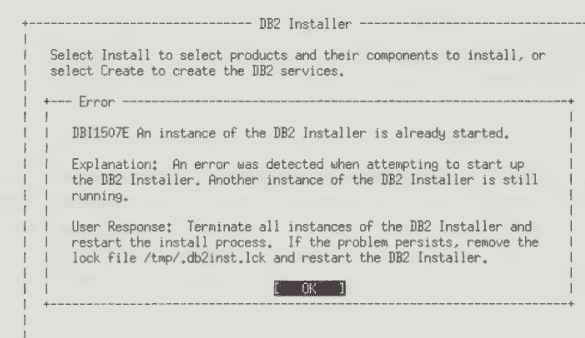 DB2 Installer
Select Install to select products and their components to install, or
select Create to create the DB2 services.
Error
DBI1507E An instance of the DB2 Installer is already started.
Explanation: An error was detected when attempting to start up
the DB2 Installer. Another instance of the DB2 Installer is still
running.
User Response: Terminate all instances of the DB2 Installer and
restart the install process. If the problem persists, remove the
lock file /tmp/.db2inst.lck and restart the DB2 Installer.
[ OK ]